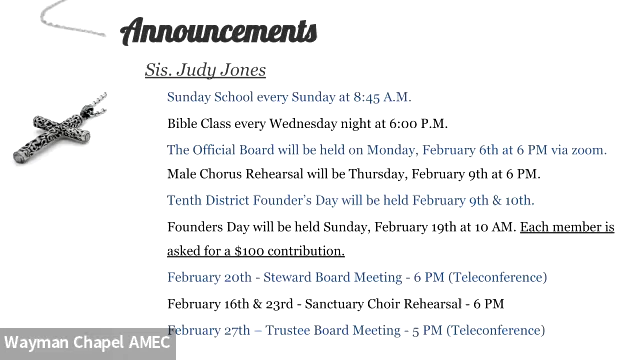 Announcements
Sis. Judy Jones
Sunday School every Sunday at 8:45 A.M.
Bible Class every Wednesday night at 6:00 P.M.
The Official Board will be held on Monday, February 6th at 6 PM via zoom.
Male Chorus Rehearsal will be Thursday, February 9th at 6 PM.
Tenth District Founder's Day will be held February 9th & 10th.
Founders Day will be held Sunday, February 19th at 10 AM. Each member is
asked for a $100 contribution.
February 20th - Steward Board Meeting - 6 PM (Teleconference)
February 16th & 23rd - Sanctuary Choir Rehearsal - 6 PM
February 27th – Trustee Board Meeting - 5 PM (Teleconference)
Wayman Chapel AMEC